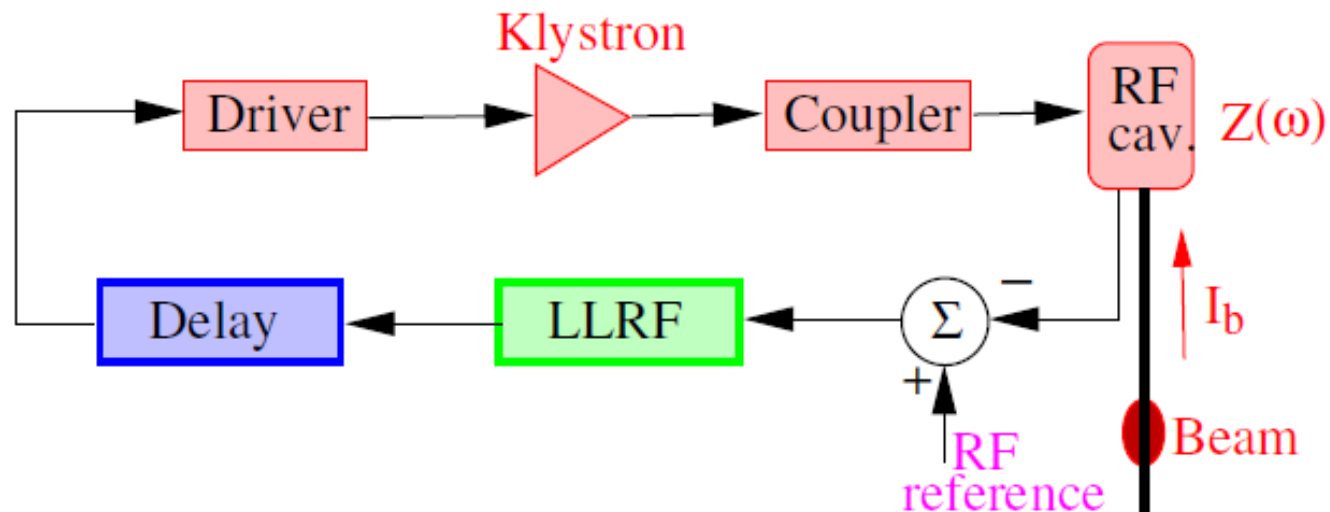 Klystron
Driver
Coupler
RF
cav.
Z(ω)
Delay
LLRF
Σ
−
+
I_b
Beam
RF
reference